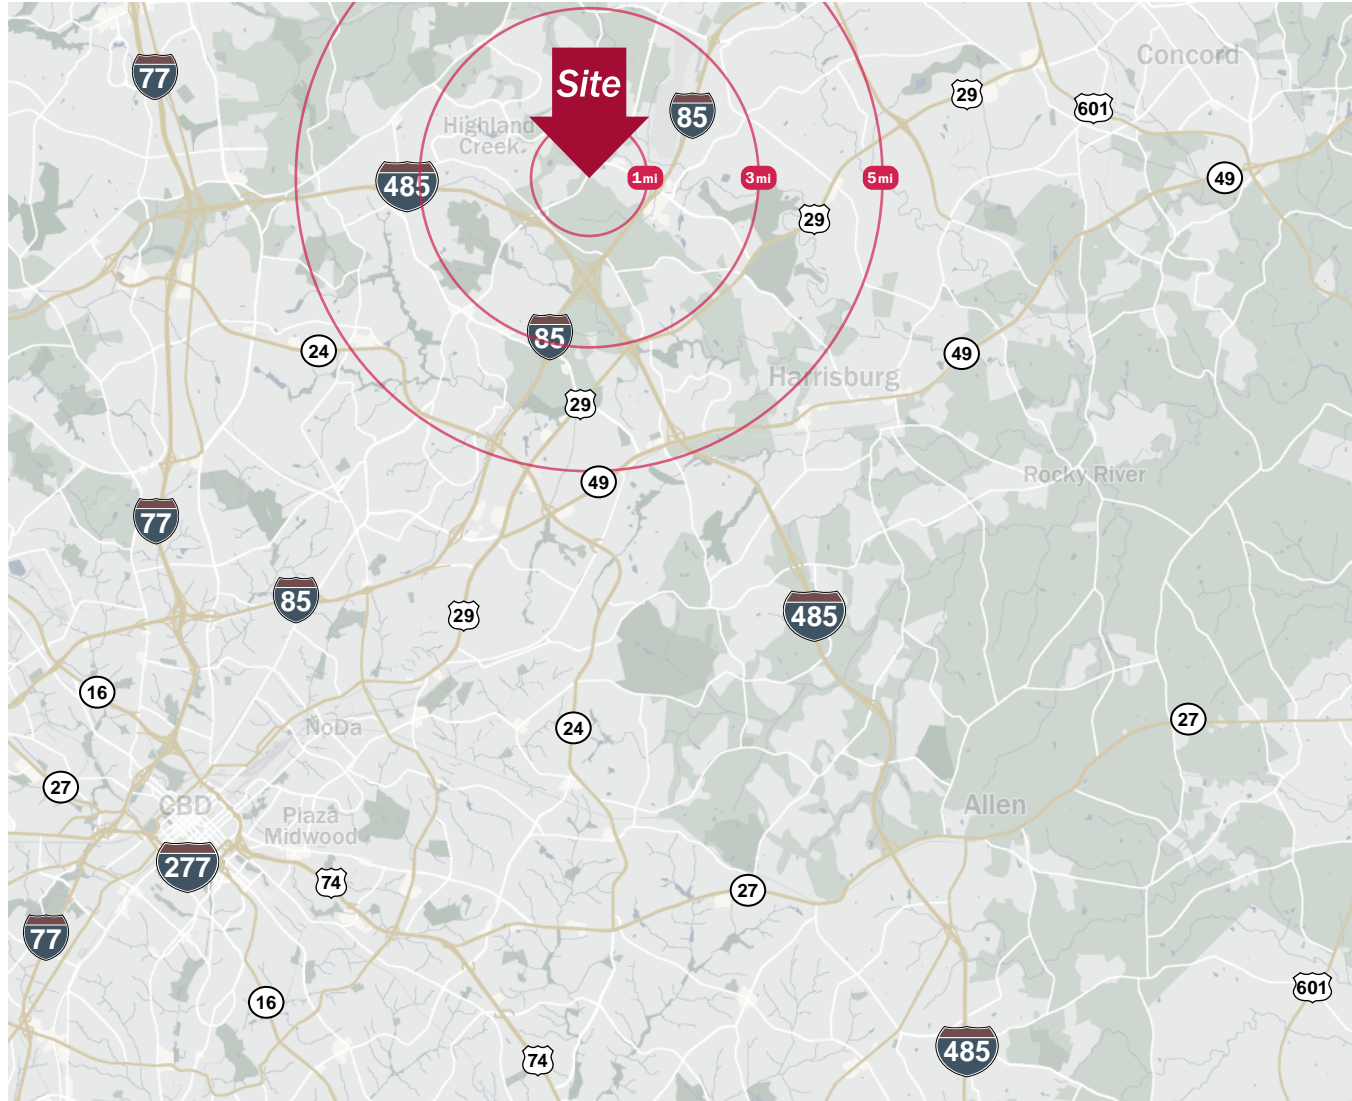 Concord
77
Site
29
601
85
Highland
Creek
485
1mi
3mi
5mi
49
29
85
24
49
Harrisburg
29
Rocky River
49
77
85
29
485
16
27
NoDa
24
27
CBD
Plaza
Midwood
Allen
277
74
27
77
601
16
485
74